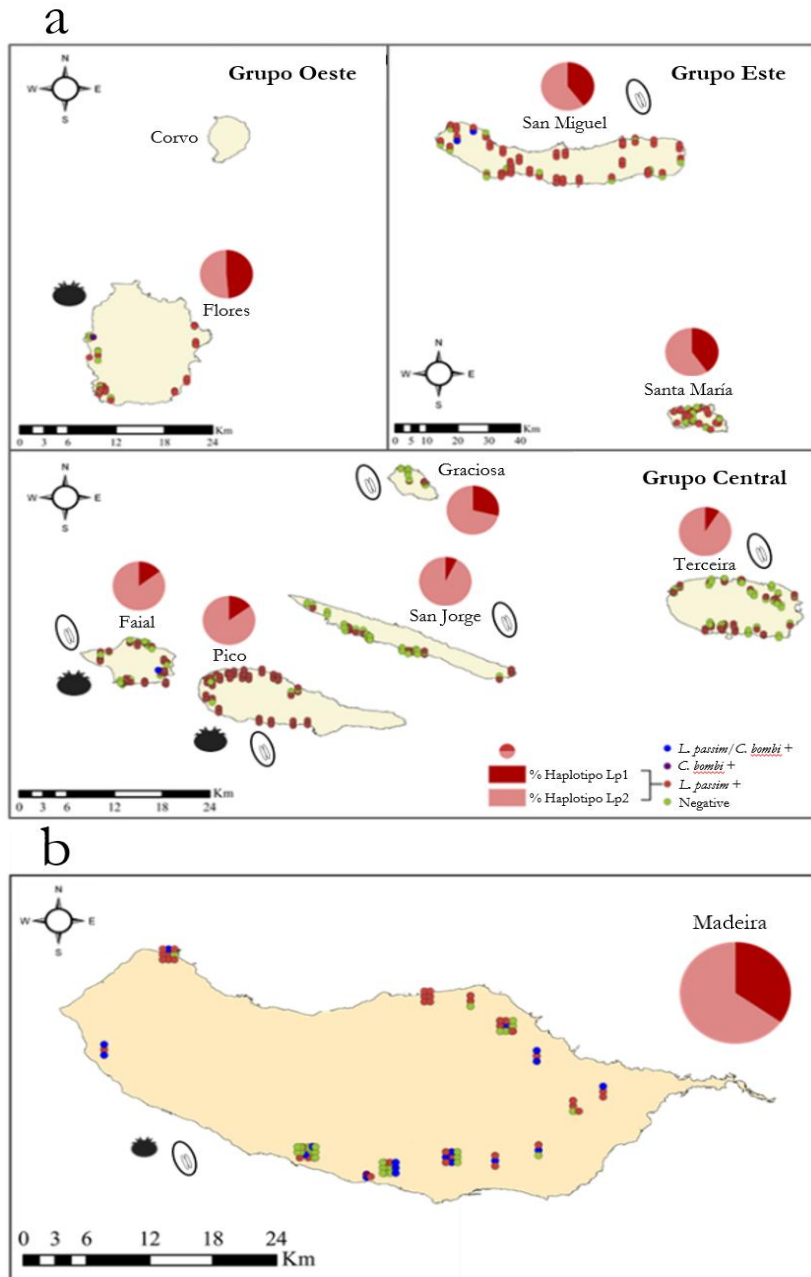 a
N
W E
S
Grupo Oeste
Corvo
Flores
Km
0 3 6 12 18 24
Grupo Este
San Miguel
N
W E
S
Santa María
Km
0 5 10 20 30 40
N
W E
S
Grupo Central
Graciosa
Terceira
San Jorge
Faial
Pico
Km
0 3 6 12 18 24
% Haplotipo Lp1
% Haplotipo Lp2
L. passim/C. bombi +
C. bombi +
L. passim +
Negative
b
N
W E
S
Madeira
0 3 6 12 18 24
Km